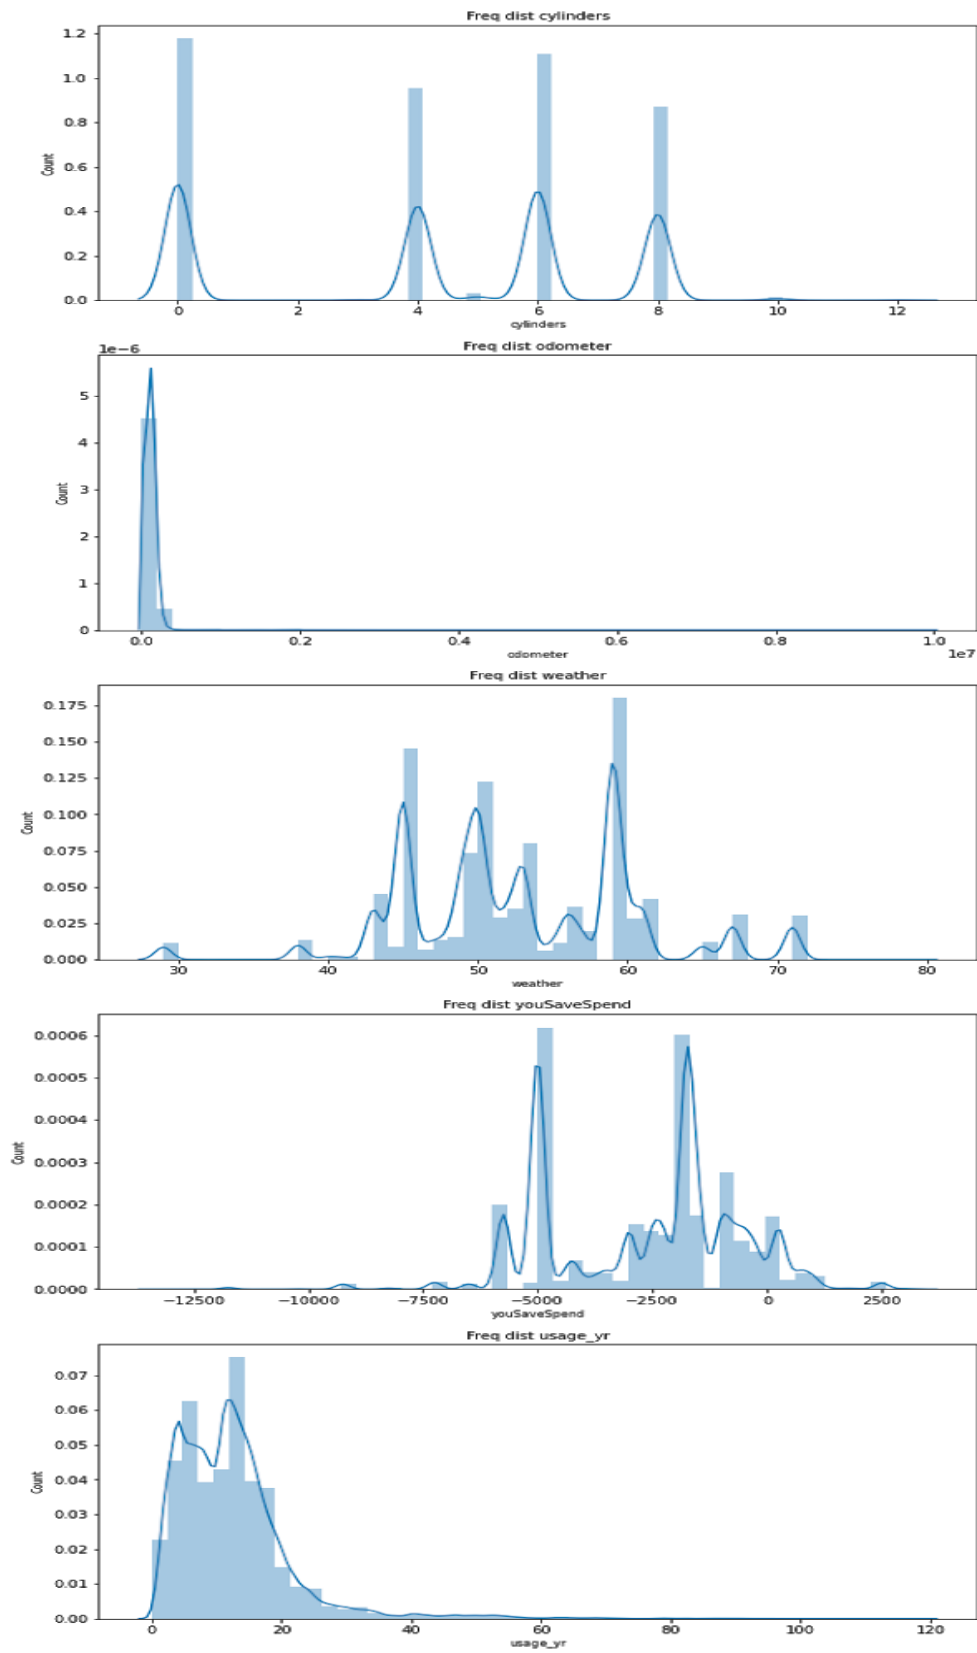 Freq dist cylinders
1.2
1.0
0.8
0.6
0.4
0.2
0.0
Count
0 2 4 6 8 10 12
cylinders
Freq dist odometer
1e−6
5
4
3
2
1
0
Count
0.0 0.2 0.4 0.6 0.8 1.0
odometer
1e7
Freq dist weather
0.175
0.150
0.125
0.100
0.075
0.050
0.025
0.000
Count
30 40 50 60 70 80
weather
Freq dist youSaveSpend
0.0006
0.0005
0.0004
0.0003
0.0002
0.0001
0.0000
Count
−12500 −10000 −7500 −5000 −2500 0 2500
youSaveSpend
Freq dist usage_yr
0.07
0.06
0.05
0.04
0.03
0.02
0.01
0.00
Count
0 20 40 60 80 100 120
usage_yr